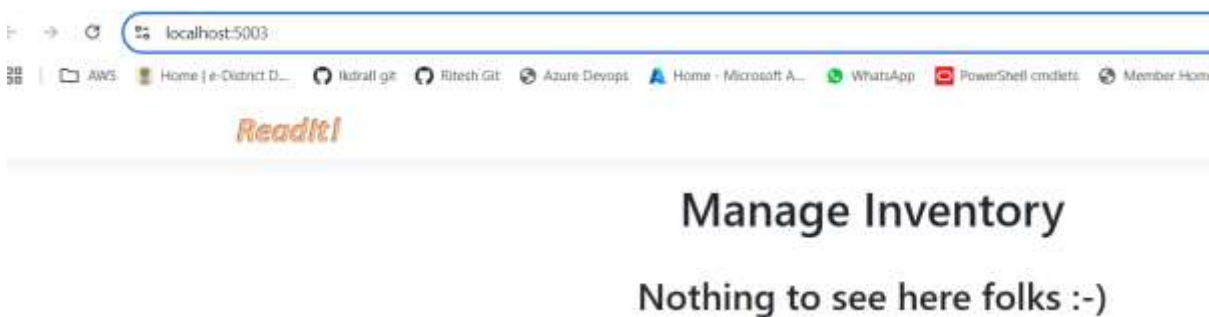 localhost:5003
AWS Home | e-District D... lkdrall git Ritesh Git Azure Devops Home - Microsoft A... WhatsApp PowerShell cmdlets Member Hom
ReadIt!
Manage Inventory
Nothing to see here folks :-)